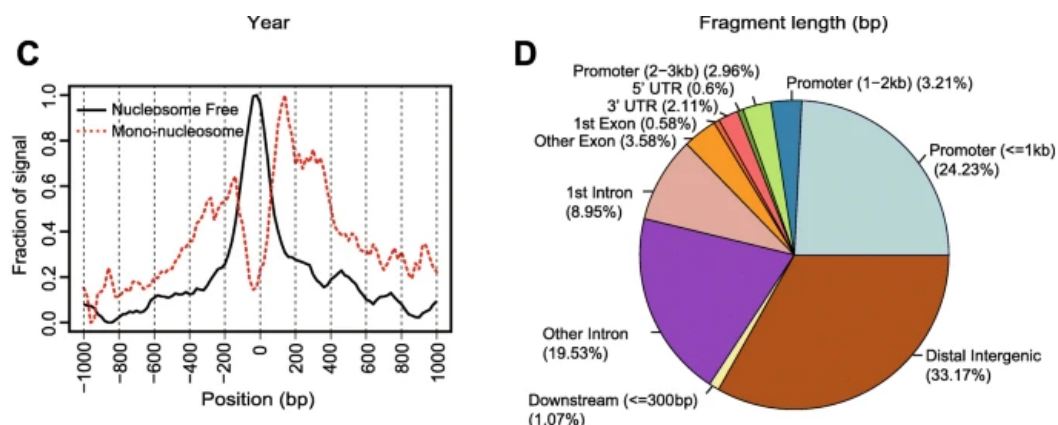 Year
Fragment length (bp)
C
D
Nucleosome Free
Mono-nucleosome
Fraction of signal
0.0
0.2
0.4
0.6
0.8
1.0
−1000
−800
−600
−400
−200
0
200
400
600
800
1000
Position (bp)
Promoter (2−3kb) (2.96%)
5' UTR (0.6%)
3' UTR (2.11%)
1st Exon (0.58%)
Other Exon (3.58%)
1st Intron
(8.95%)
Other Intron
(19.53%)
Downstream (<=300bp)
(1.07%)
Promoter (1−2kb) (3.21%)
Promoter (<=1kb)
(24.23%)
Distal Intergenic
(33.17%)